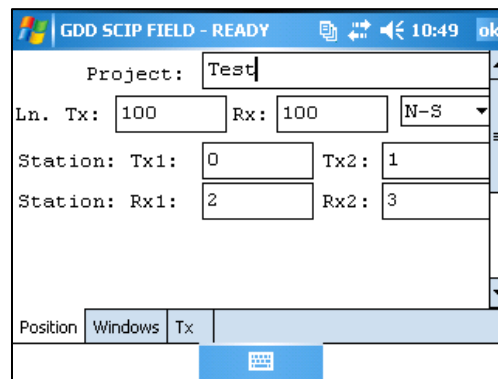 GDD SCIP FIELD - READY 10:49 ok
Project: Test
Ln. Tx: 100 Rx: 100 N-S
Station: Tx1: 0 Tx2: 1
Station: Rx1: 2 Rx2: 3
Position Windows Tx